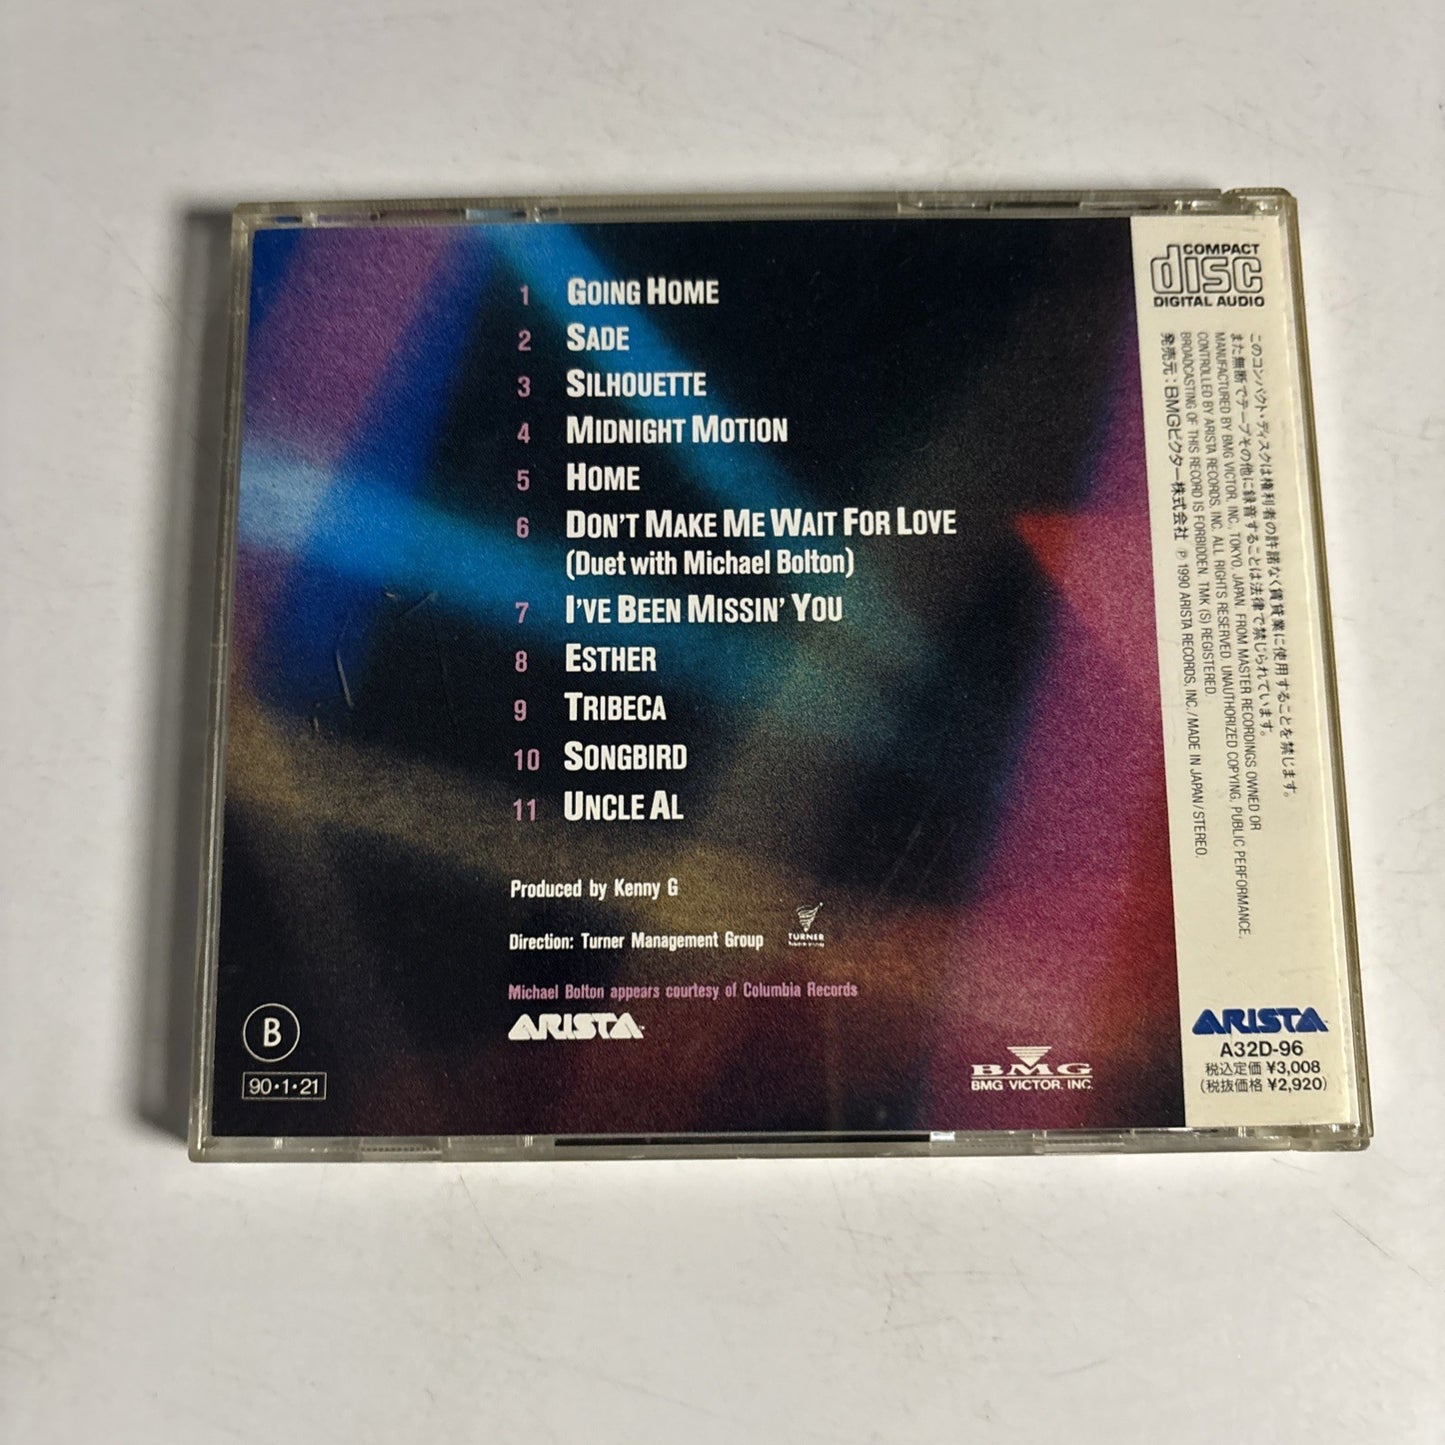 1 GOING HOME
2 SADE
3 SILHOUETTE
4 MIDNIGHT MOTION
5 HOME
6 DON'T MAKE ME WAIT FOR LOVE
(Duet with Michael Bolton)
7 I'VE BEEN MISSIN' YOU
8 ESTHER
9 TRIBECA
10 SONGBIRD
11 UNCLE AL
Produced by Kenny G
Direction: Turner Management Group
TURNER
Michael Bolton appears courtesy of Columbia Records
ARISTA
B
90・1・21
BMG
BMG VICTOR, INC.
COMPACT
disc
DIGITAL AUDIO
このコンパクト・ディスクは権利者の許諾なく賃貸業に使用することを禁じます。
また無断でテープその他に録音することは法律で禁じられています。
MANUFACTURED BY BMG VICTOR, INC., TOKYO, JAPAN. FROM MASTER RECORDINGS OWNED OR
CONTROLLED BY ARISTA RECORDS, INC. ALL RIGHTS RESERVED. UNAUTHORIZED COPYING, PUBLIC PERFORMANCE,
BROADCASTING OF THIS RECORD IS FORBIDDEN. TMK (S) REGISTERED.
発売元：BMGビクター株式会社 ℗ 1990 ARISTA RECORDS, INC./MADE IN JAPAN/STEREO.
ARISTA
A32D-96
税込定価 ¥3,008
(税抜価格 ¥2,920)